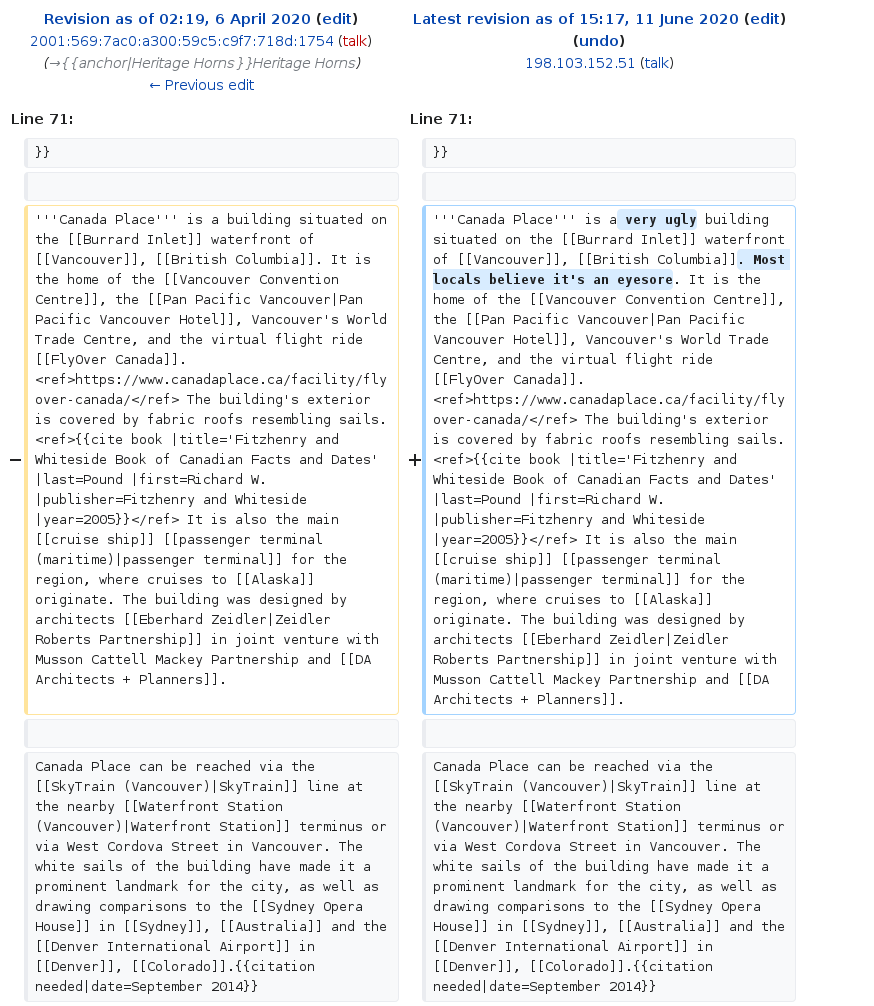 Revision as of 02:19, 6 April 2020 (edit)
2001:569:7ac0:a300:59c5:c9f7:718d:1754 (talk)
(→{{anchor|Heritage Horns}}Heritage Horns)
← Previous edit
Latest revision as of 15:17, 11 June 2020 (edit)
(undo)
198.103.152.51 (talk)
Line 71:
}}
−
'''Canada Place''' is a building situated on
the [[Burrard Inlet]] waterfront of
[[Vancouver]], [[British Columbia]]. It is
the home of the [[Vancouver Convention
Centre]], the [[Pan Pacific Vancouver|Pan
Pacific Vancouver Hotel]], Vancouver's World
Trade Centre, and the virtual flight ride
[[FlyOver Canada]].
<ref>https://www.canadaplace.ca/facility/fly
over-canada/</ref> The building's exterior
is covered by fabric roofs resembling sails.
<ref>{{cite book |title='Fitzhenry and
Whiteside Book of Canadian Facts and Dates'
|last=Pound |first=Richard W.
|publisher=Fitzhenry and Whiteside
|year=2005}}</ref> It is also the main
[[cruise ship]] [[passenger terminal
(maritime)|passenger terminal]] for the
region, where cruises to [[Alaska]]
originate. The building was designed by
architects [[Eberhard Zeidler|Zeidler
Roberts Partnership]] in joint venture with
Musson Cattell Mackey Partnership and [[DA
Architects + Planners]].
Canada Place can be reached via the
[[SkyTrain (Vancouver)|SkyTrain]] line at
the nearby [[Waterfront Station
(Vancouver)|Waterfront Station]] terminus or
via West Cordova Street in Vancouver. The
white sails of the building have made it a
prominent landmark for the city, as well as
drawing comparisons to the [[Sydney Opera
House]] in [[Sydney]], [[Australia]] and the
[[Denver International Airport]] in
[[Denver]], [[Colorado]].{{citation
needed|date=September 2014}}
Line 71:
}}
+
'''Canada Place''' is a very ugly building
situated on the [[Burrard Inlet]] waterfront
of [[Vancouver]], [[British Columbia]]. Most
locals believe it's an eyesore. It is the
home of the [[Vancouver Convention Centre]],
the [[Pan Pacific Vancouver|Pan Pacific
Vancouver Hotel]], Vancouver's World Trade
Centre, and the virtual flight ride
[[FlyOver Canada]].
<ref>https://www.canadaplace.ca/facility/fly
over-canada/</ref> The building's exterior
is covered by fabric roofs resembling sails.
<ref>{{cite book |title='Fitzhenry and
Whiteside Book of Canadian Facts and Dates'
|last=Pound |first=Richard W.
|publisher=Fitzhenry and Whiteside
|year=2005}}</ref> It is also the main
[[cruise ship]] [[passenger terminal
(maritime)|passenger terminal]] for the
region, where cruises to [[Alaska]]
originate. The building was designed by
architects [[Eberhard Zeidler|Zeidler
Roberts Partnership]] in joint venture with
Musson Cattell Mackey Partnership and [[DA
Architects + Planners]].
Canada Place can be reached via the
[[SkyTrain (Vancouver)|SkyTrain]] line at
the nearby [[Waterfront Station
(Vancouver)|Waterfront Station]] terminus or
via West Cordova Street in Vancouver. The
white sails of the building have made it a
prominent landmark for the city, as well as
drawing comparisons to the [[Sydney Opera
House]] in [[Sydney]], [[Australia]] and the
[[Denver International Airport]] in
[[Denver]], [[Colorado]].{{citation
needed|date=September 2014}}